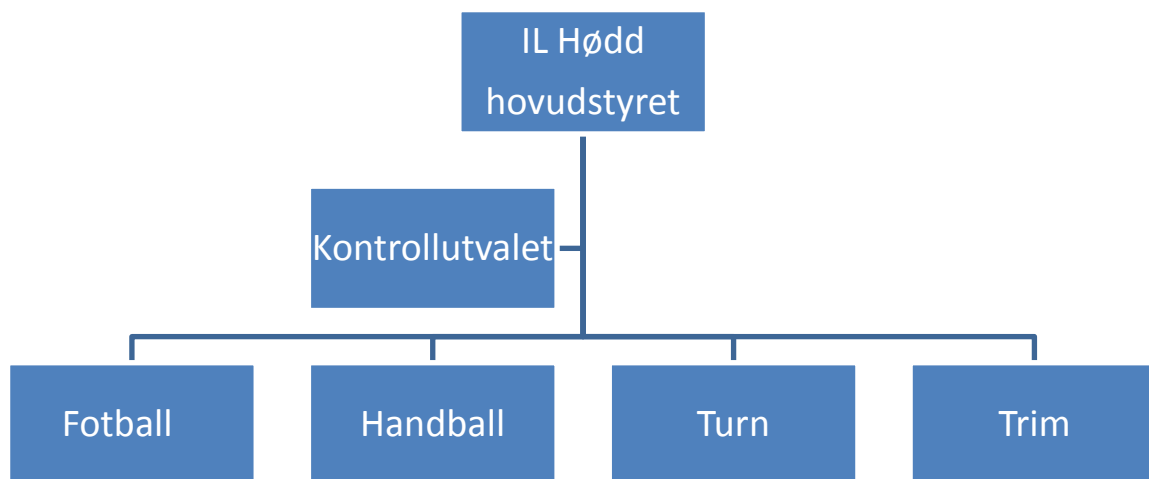 IL Hødd
hovudstyret
Kontrollutvalet
Fotball
Handball
Turn
Trim